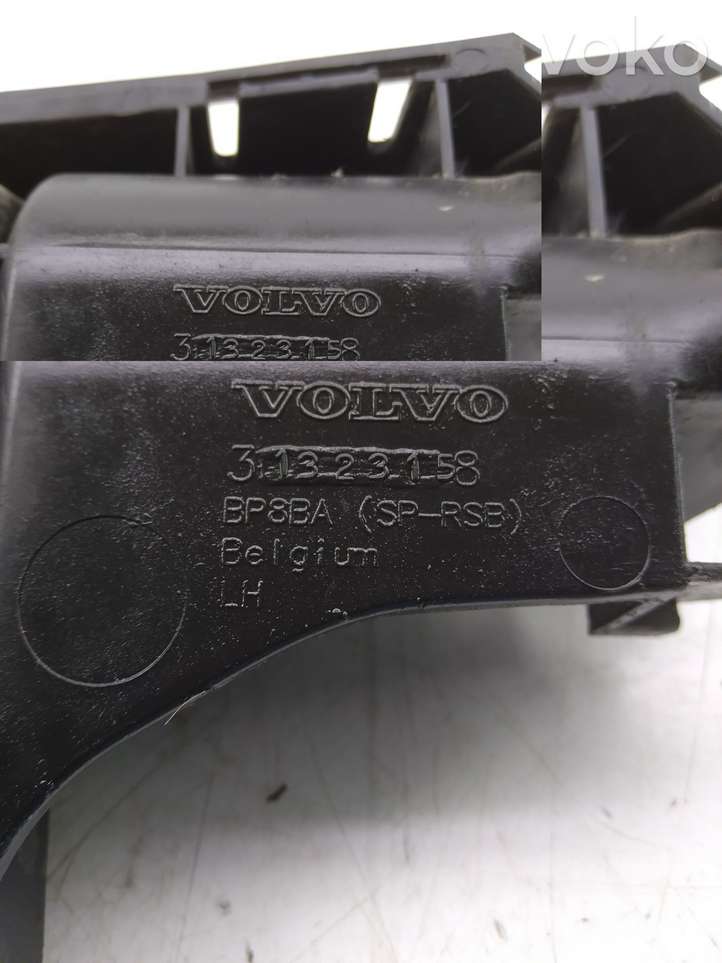 voko
VOLVO
31323158
VOLVO
31323158
BP8BA (SP-RSB)
Belgium
LH